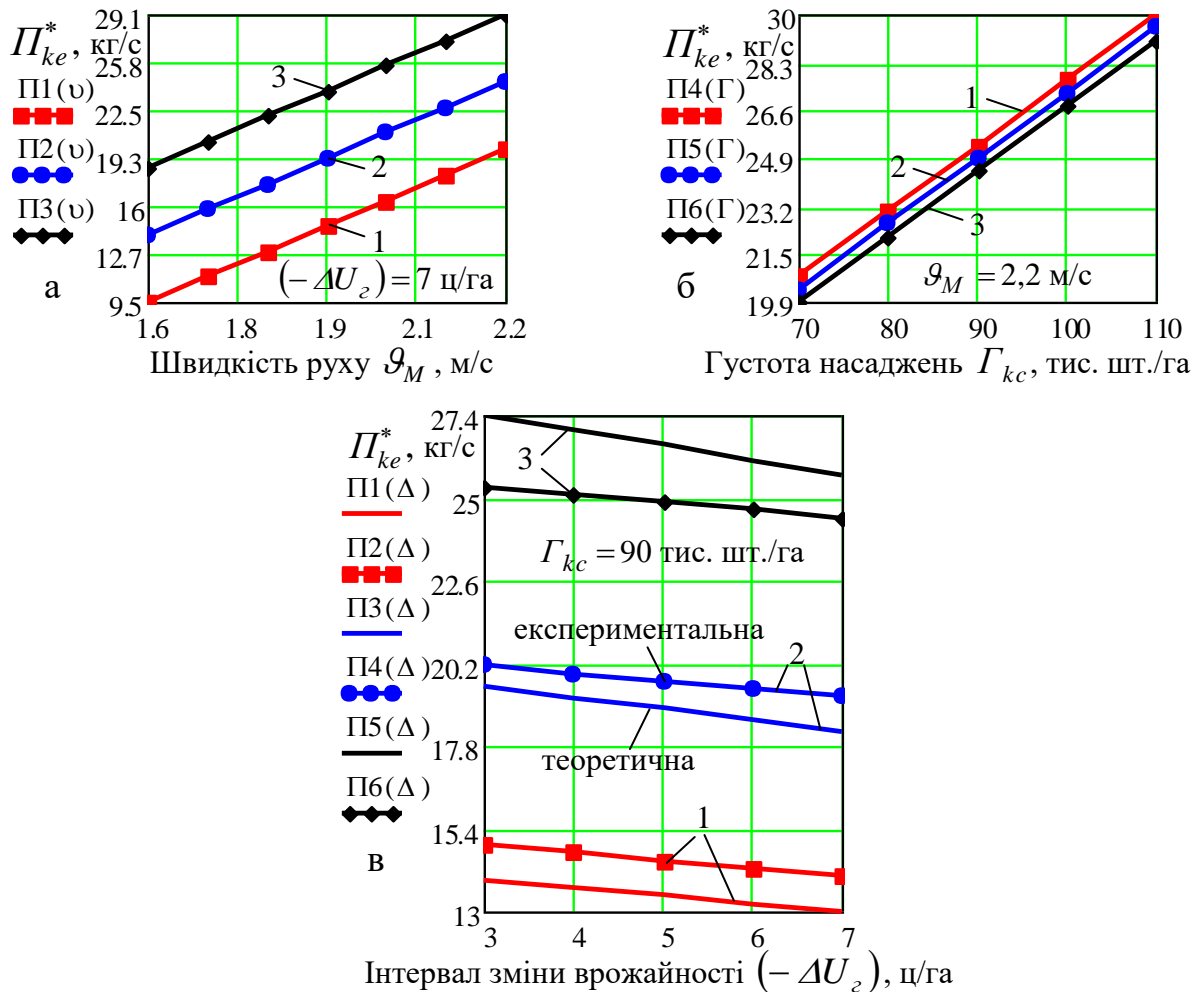 Π*ke, кг/с
П1(υ)
П2(υ)
П3(υ)
29.1
25.8
22.5
19.3
16
12.7
9.5
3
2
1
(−ΔUг) = 7 ц/га
а
1.6 1.8 1.9 2.1 2.2
Швидкість руху ϑM , м/с
Π*ke, кг/с
П4(Г)
П5(Г)
П6(Г)
30
28.3
26.6
24.9
23.2
21.5
19.9
1
2
3
ϑM = 2,2 м/с
б
70 80 90 100 110
Густота насаджень Гkc, тис. шт./га
Π*ke, кг/с
П1(Δ)
П2(Δ)
П3(Δ)
П4(Δ)
П5(Δ)
П6(Δ)
27.4
25
22.6
20.2
17.8
15.4
13
3
Гkc = 90 тис. шт./га
експериментальна
2
теоретична
1
в
3 4 5 6 7
Інтервал зміни врожайності (−ΔUг), ц/га